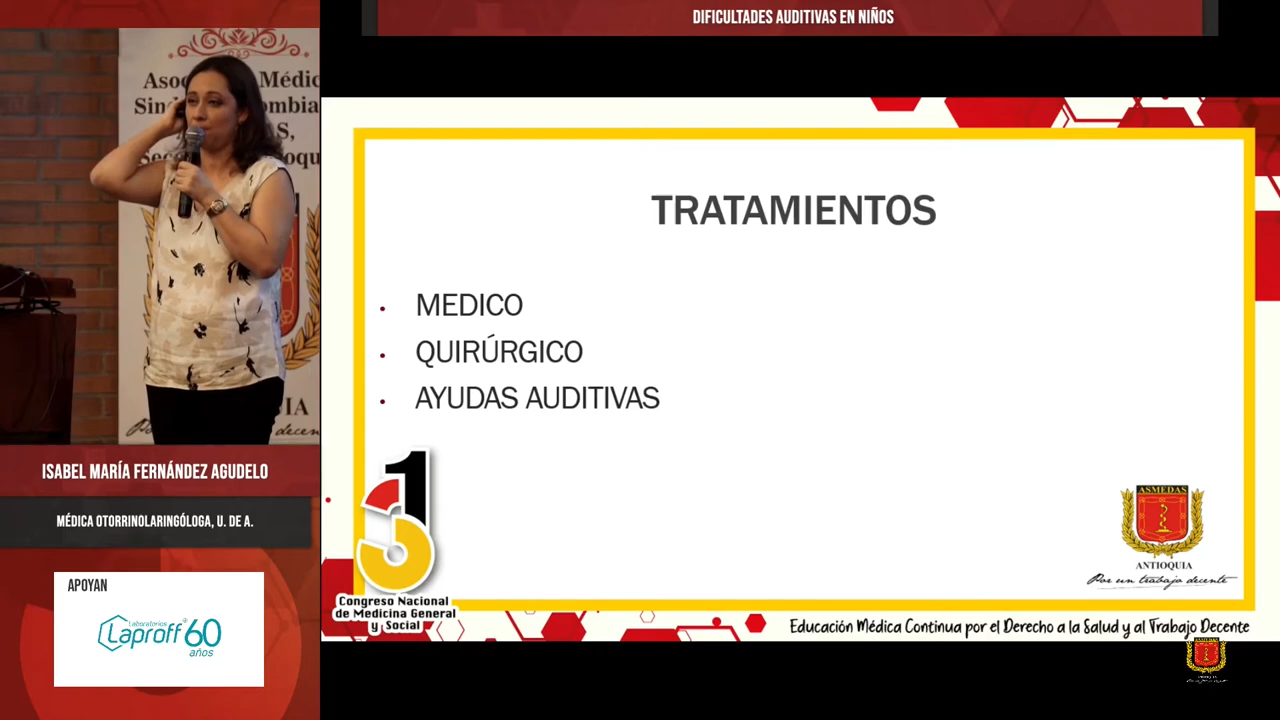 DIFICULTADES AUDITIVAS EN NIÑOS
TRATAMIENTOS
• MEDICO
• QUIRÚRGICO
• AYUDAS AUDITIVAS
31
Congreso Nacional
de Medicina General
y Social
ASMEDAS
ANTIOQUIA
Por un trabajo decente
Educación Médica Continua por el Derecho a la Salud y al Trabajo Decente
ISABEL MARÍA FERNÁNDEZ AGUDELO
MÉDICA OTORRINOLARINGÓLOGA, U. DE A.
APOYAN
Laboratorios
Laproff 60
años